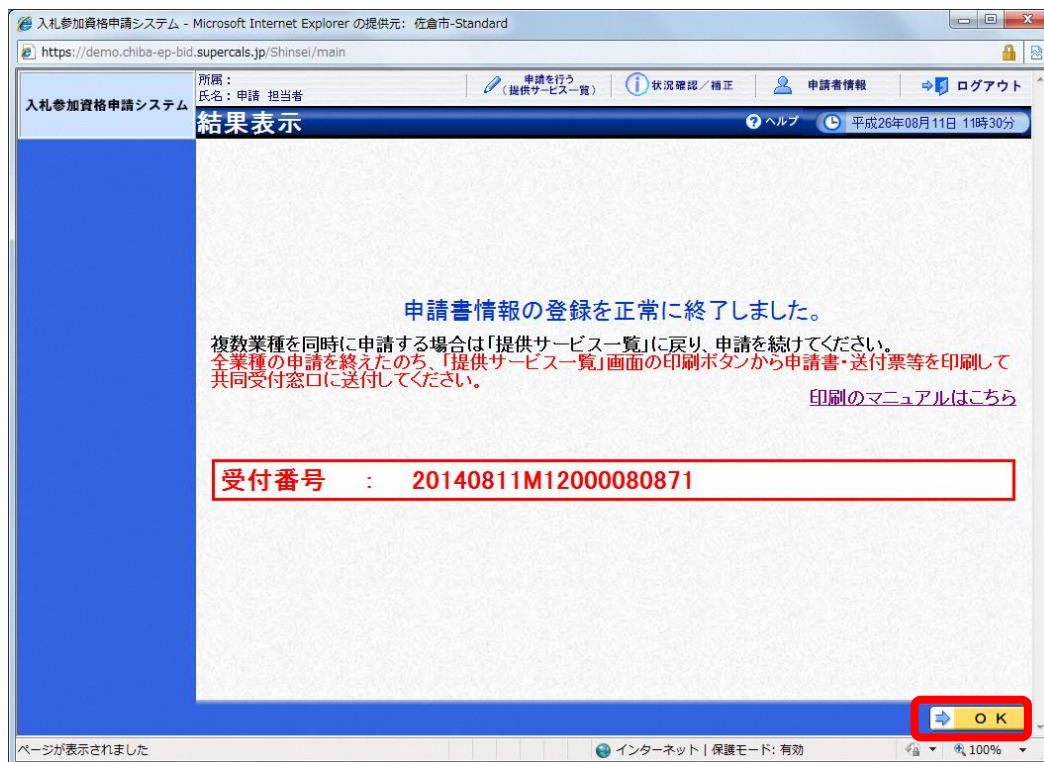 入札参加資格申請システム - Microsoft Internet Explorer の提供元: 佐倉市-Standard
https://demo.chiba-ep-bid.supercals.jp/Shinsei/main
入札参加資格申請システム
所属：
氏名：申請 担当者
申請を行う
（提供サービス一覧）
状況確認／補正
申請者情報
ログアウト
結果表示
ヘルプ
平成26年08月11日 11時30分
申請書情報の登録を正常に終了しました。
複数業種を同時に申請する場合は「提供サービス一覧」に戻り、申請を続けてください。
全業種の申請を終えたのち、「提供サービス一覧」画面の印刷ボタンから申請書・送付票等を印刷して
共同受付窓口に送付してください。
印刷のマニュアルはこちら
受付番号 ： 20140811M12000080871
ＯＫ
ページが表示されました
インターネット | 保護モード: 有効
100%